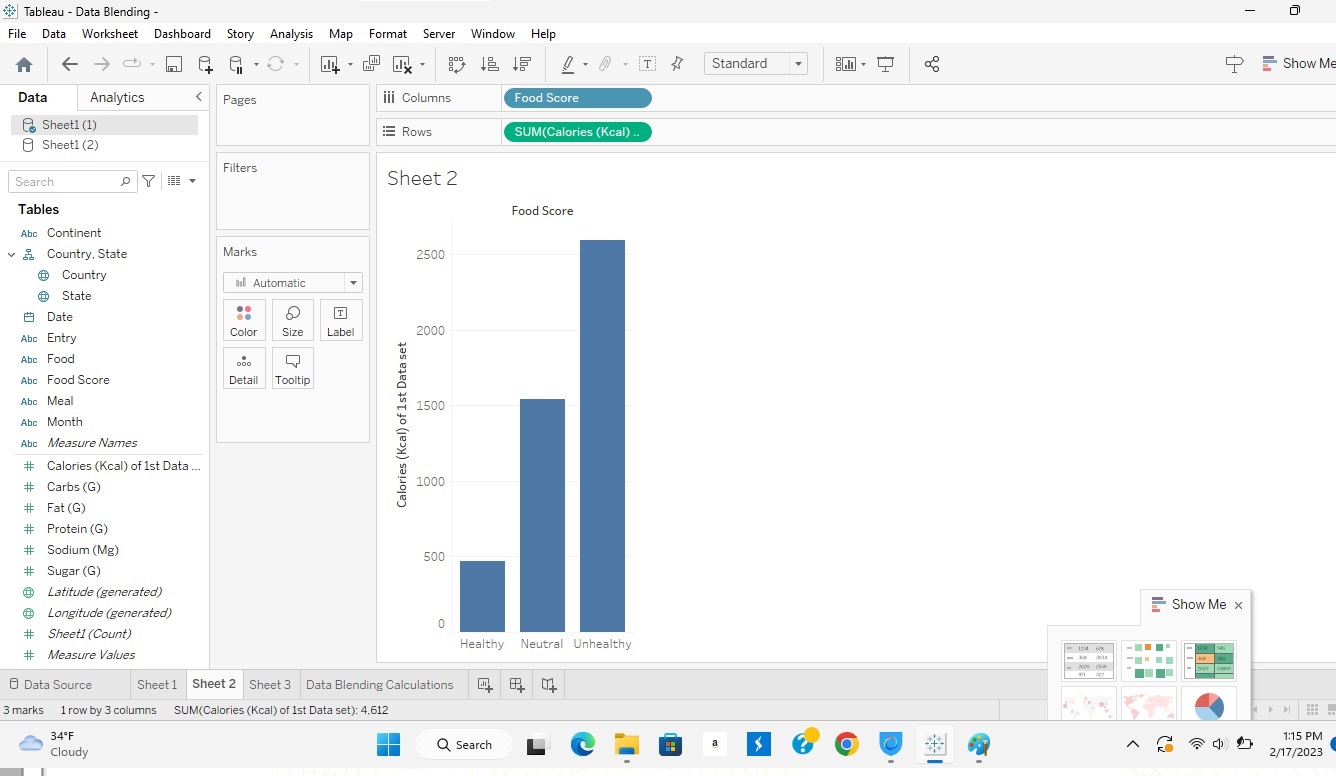 Tableau - Data Blending -
File Data Worksheet Dashboard Story Analysis Map Format Server Window Help
Standard
Show Me
Data Analytics
Pages
Columns Food Score
Sheet1 (1)
Sheet1 (2)
Rows SUM(Calories (Kcal) ..
Filters
Search
Sheet 2
Tables
Food Score
Abc Continent
Country, State
Country
State
Date
Abc Entry
Abc Food
Abc Food Score
Abc Meal
Abc Month
Abc Measure Names
Calories (Kcal) of 1st Data ...
Carbs (G)
Fat (G)
Protein (G)
Sodium (Mg)
Sugar (G)
Latitude (generated)
Longitude (generated)
Sheet1 (Count)
Measure Values
Marks
Automatic
Color Size Label
Detail Tooltip
Calories (Kcal) of 1st Data set
2500
2000
1500
1000
500
0
Healthy Neutral Unhealthy
Show Me
Data Source Sheet 1 Sheet 2 Sheet 3 Data Blending Calculations
3 marks 1 row by 3 columns SUM(Calories (Kcal) of 1st Data set): 4,612
34°F
Cloudy
Search
a
1:15 PM
2/17/2023